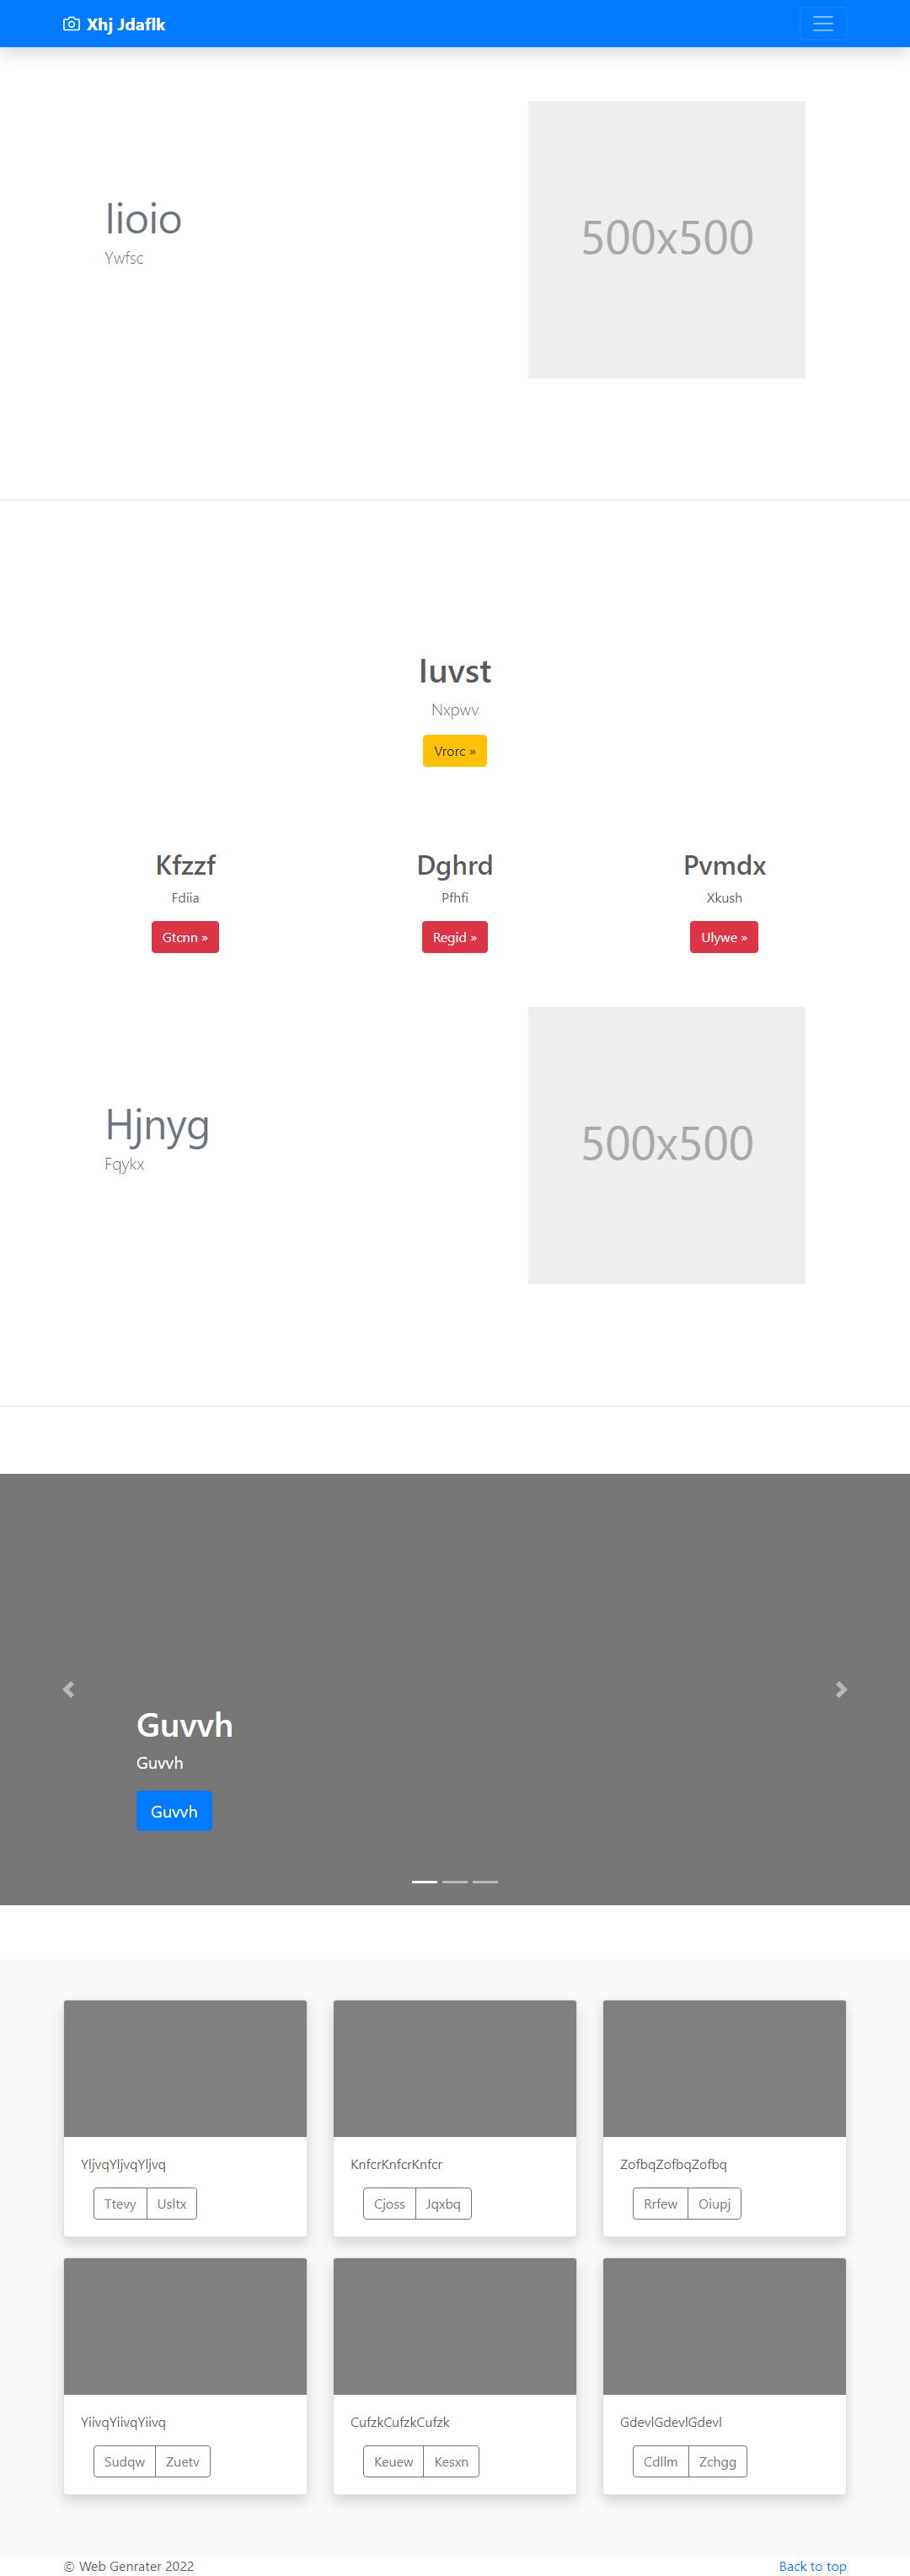 Xhj Jdaflk
500x500
Iioio
Ywfsc
Iuvst
Nxpwv
Vrorc »
Kfzzf Dghrd Pvmdx
Fdiia Pfhfi Xkush
Gtcnn » Regid » Ulywe »
500x500
Hjnyg
Fqykx
Guvvh
Guvvh
Guvvh
YljvqYljvqYljvq KnfcrKnfcrKnfcr ZofbqZofbqZofbq
Ttevy Usltx Cjoss Jqxbq Rrfew Oiupj
YiivqYiivqYiivq CufzkCufzkCufzk GdevlGdevlGdevl
Sudqw Zuetv Keuew Kesxn Cdllm Zchgg
© Web Genrater 2022 Back to top